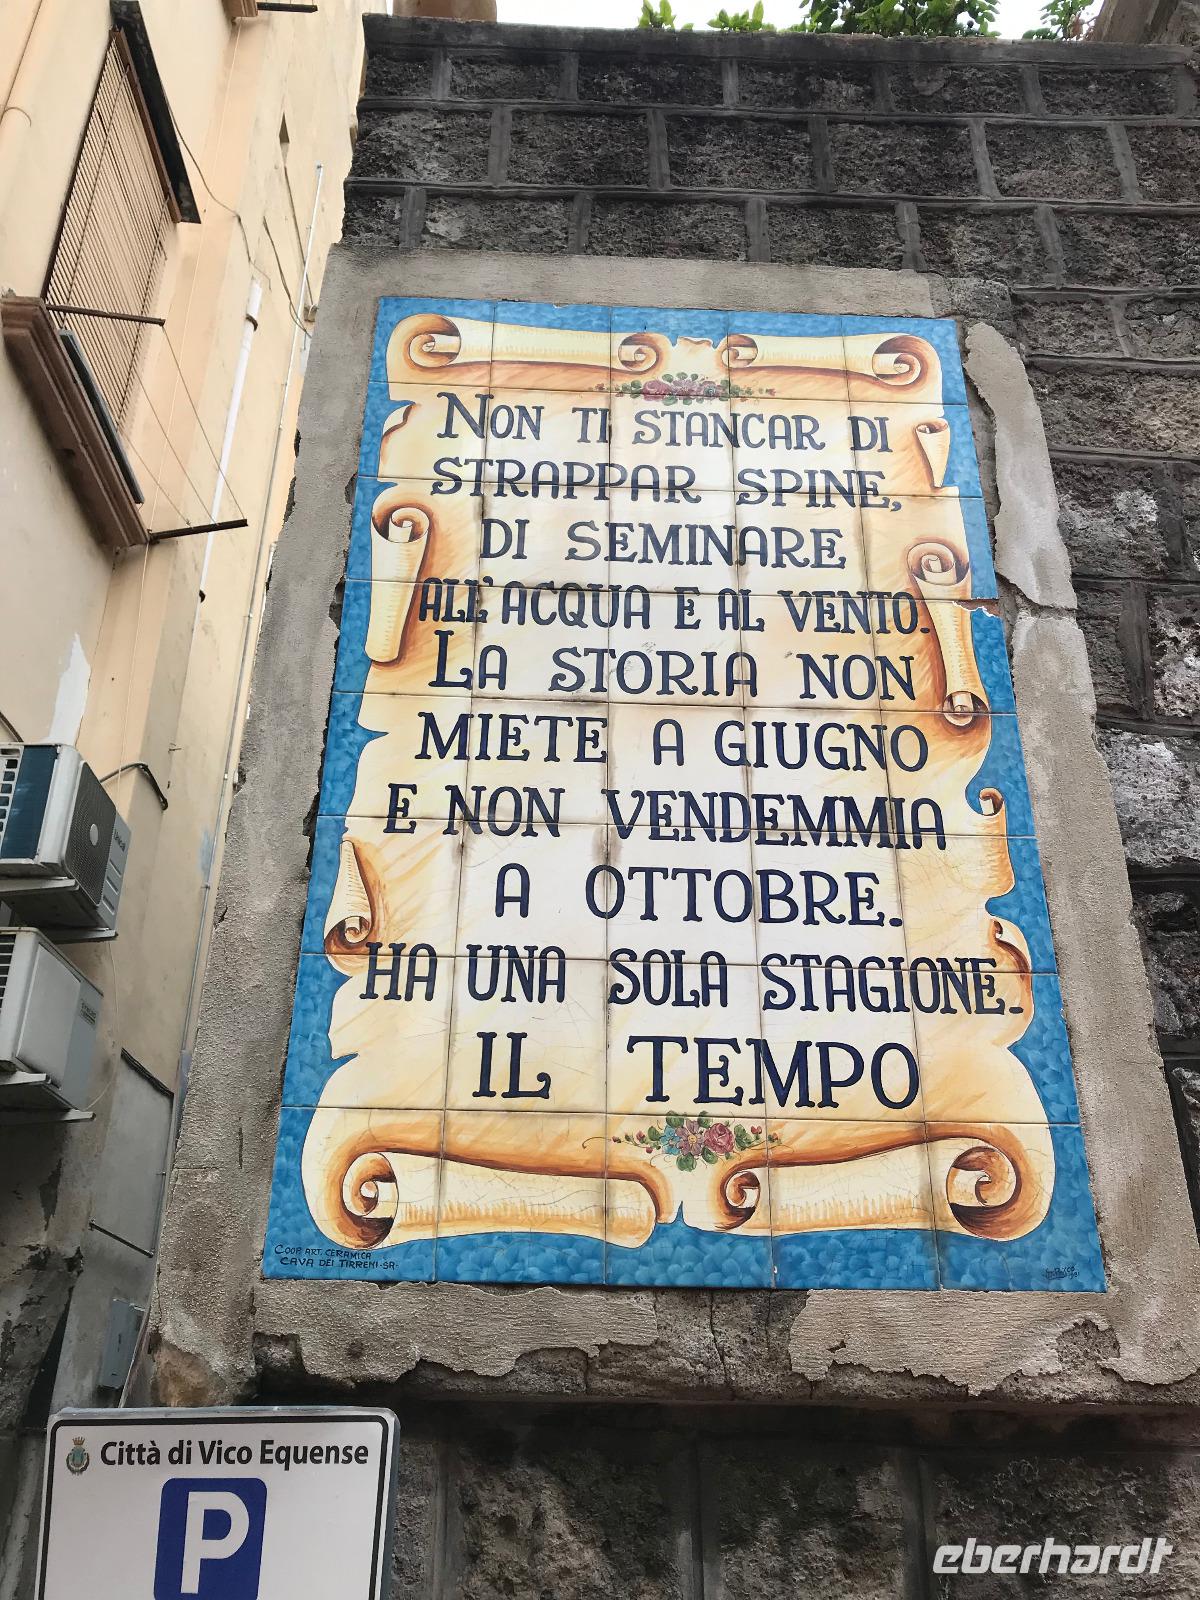 NON TI STANCAR DI
STRAPPAR SPINE,
DI SEMINARE
ALL'ACQUA E AL VENTO.
LA STORIA NON
MIETE A GIUGNO
E NON VENDEMMIA
A OTTOBRE.
HA UNA SOLA STAGIONE.
IL TEMPO
COOP. ART. CERAMICA
CAVA DEI TIRRENI-SA-
1981
Città di Vico Equense
P
eberhardt